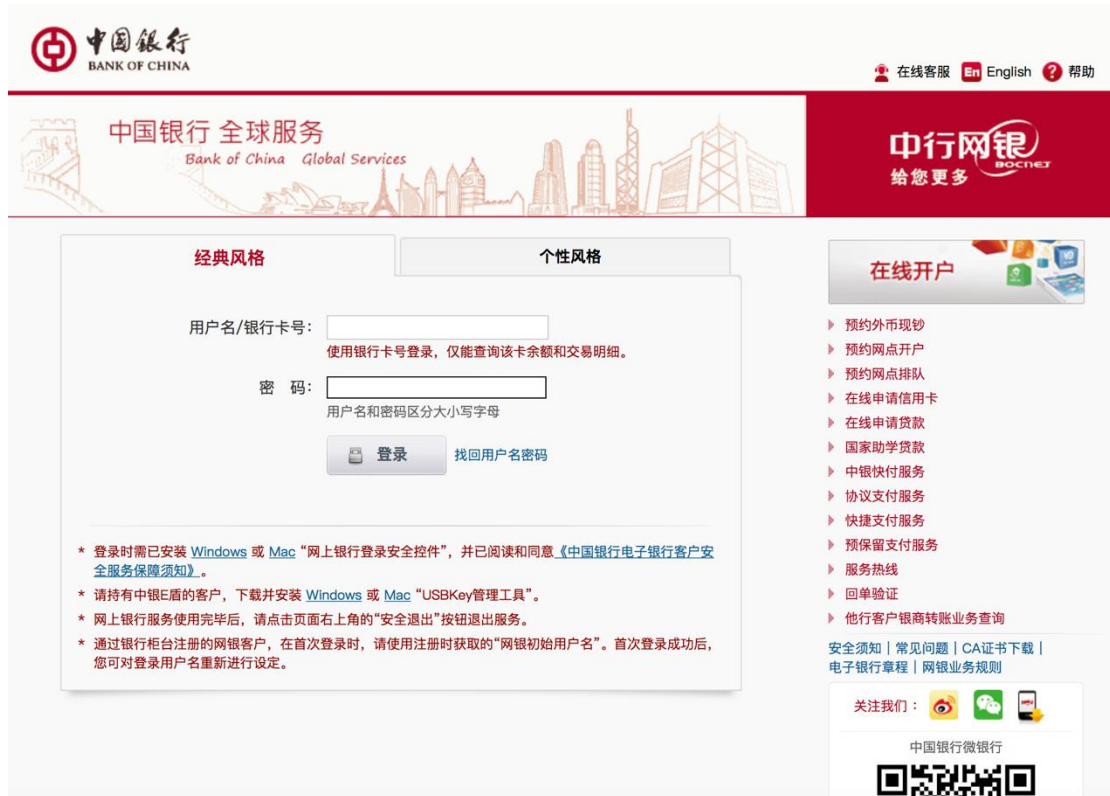 中国银行
BANK OF CHINA
在线客服 En English ? 帮助
中国银行 全球服务
Bank of China Global Services
中行网银
BOCNET
给您更多
经典风格
个性风格
用户名/银行卡号:
使用银行卡号登录，仅能查询该卡余额和交易明细。
密 码:
用户名和密码区分大小写字母
登录 找回用户名密码
* 登录时需已安装 Windows 或 Mac “网上银行登录安全控件”，并已阅读和同意《中国银行电子银行客户安
全服务保障须知》。
* 请持有中银E盾的客户，下载并安装 Windows 或 Mac “USBKey管理工具”。
* 网上银行服务使用完毕后，请点击页面右上角的“安全退出”按钮退出服务。
* 通过银行柜台注册的网银客户，在首次登录时，请使用注册时获取的“网银初始用户名”。首次登录成功后，
您可对登录用户名重新进行设定。
在线开户
预约外币现钞
预约网点开户
预约网点排队
在线申请信用卡
在线申请贷款
国家助学贷款
中银快付服务
协议支付服务
快捷支付服务
预保留支付服务
服务热线
回单验证
他行客户银商转账业务查询
安全须知 | 常见问题 | CA证书下载 |
电子银行章程 | 网银业务规则
关注我们：
中国银行微银行